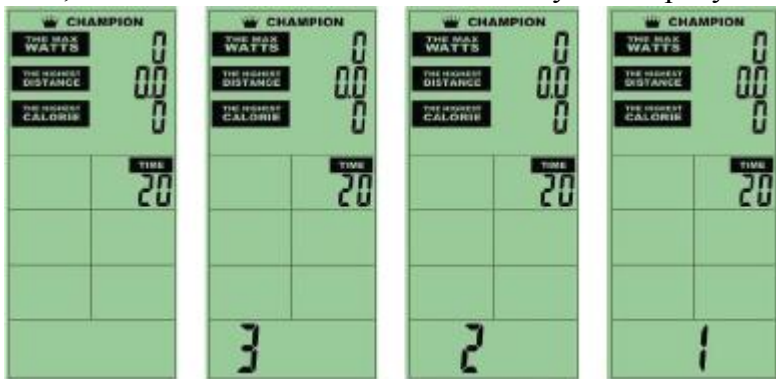 CHAMPION CHAMPION CHAMPION CHAMPION
THE MAX WATTS 0 THE MAX WATTS 0 THE MAX WATTS 0 THE MAX WATTS 0
THE HIGHEST DISTANCE 0.0 THE HIGHEST DISTANCE 0.0 THE HIGHEST DISTANCE 0.0 THE HIGHEST DISTANCE 0.0
THE HIGHEST CALORIE 0 THE HIGHEST CALORIE 0 THE HIGHEST CALORIE 0 THE HIGHEST CALORIE 0
TIME TIME TIME TIME
20 20 20 20
3 2 1